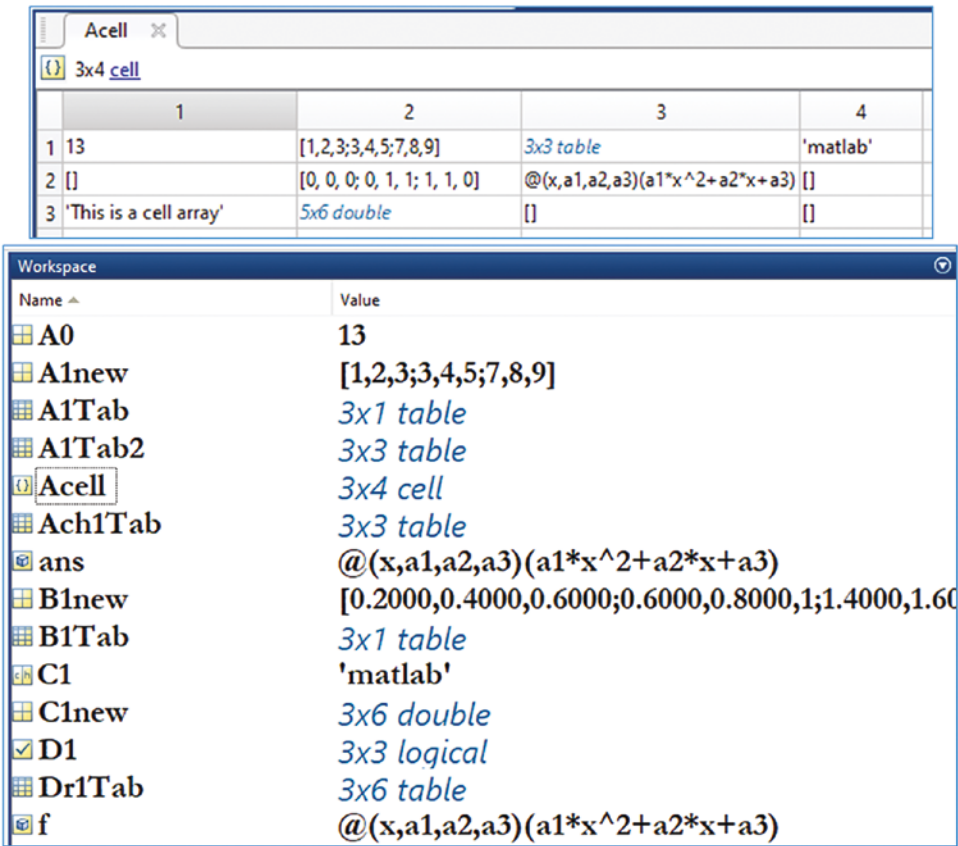 Acell
3x4 cell
1 2 3 4
1 13 [1,2,3;3,4,5;7,8,9] 3x3 table 'matlab'
2 [] [0, 0, 0; 0, 1, 1; 1, 1, 0] @(x,a1,a2,a3)(a1*x^2+a2*x+a3) []
3 'This is a cell array' 5x6 double [] []
Workspace
Name Value
A0 13
A1new [1,2,3;3,4,5;7,8,9]
A1Tab 3x1 table
A1Tab2 3x3 table
Acell 3x4 cell
Ach1Tab 3x3 table
ans @(x,a1,a2,a3)(a1*x^2+a2*x+a3)
B1new [0.2000,0.4000,0.6000;0.6000,0.8000,1;1.4000,1.60
B1Tab 3x1 table
C1 'matlab'
C1new 3x6 double
D1 3x3 logical
Dr1Tab 3x6 table
f @(x,a1,a2,a3)(a1*x^2+a2*x+a3)